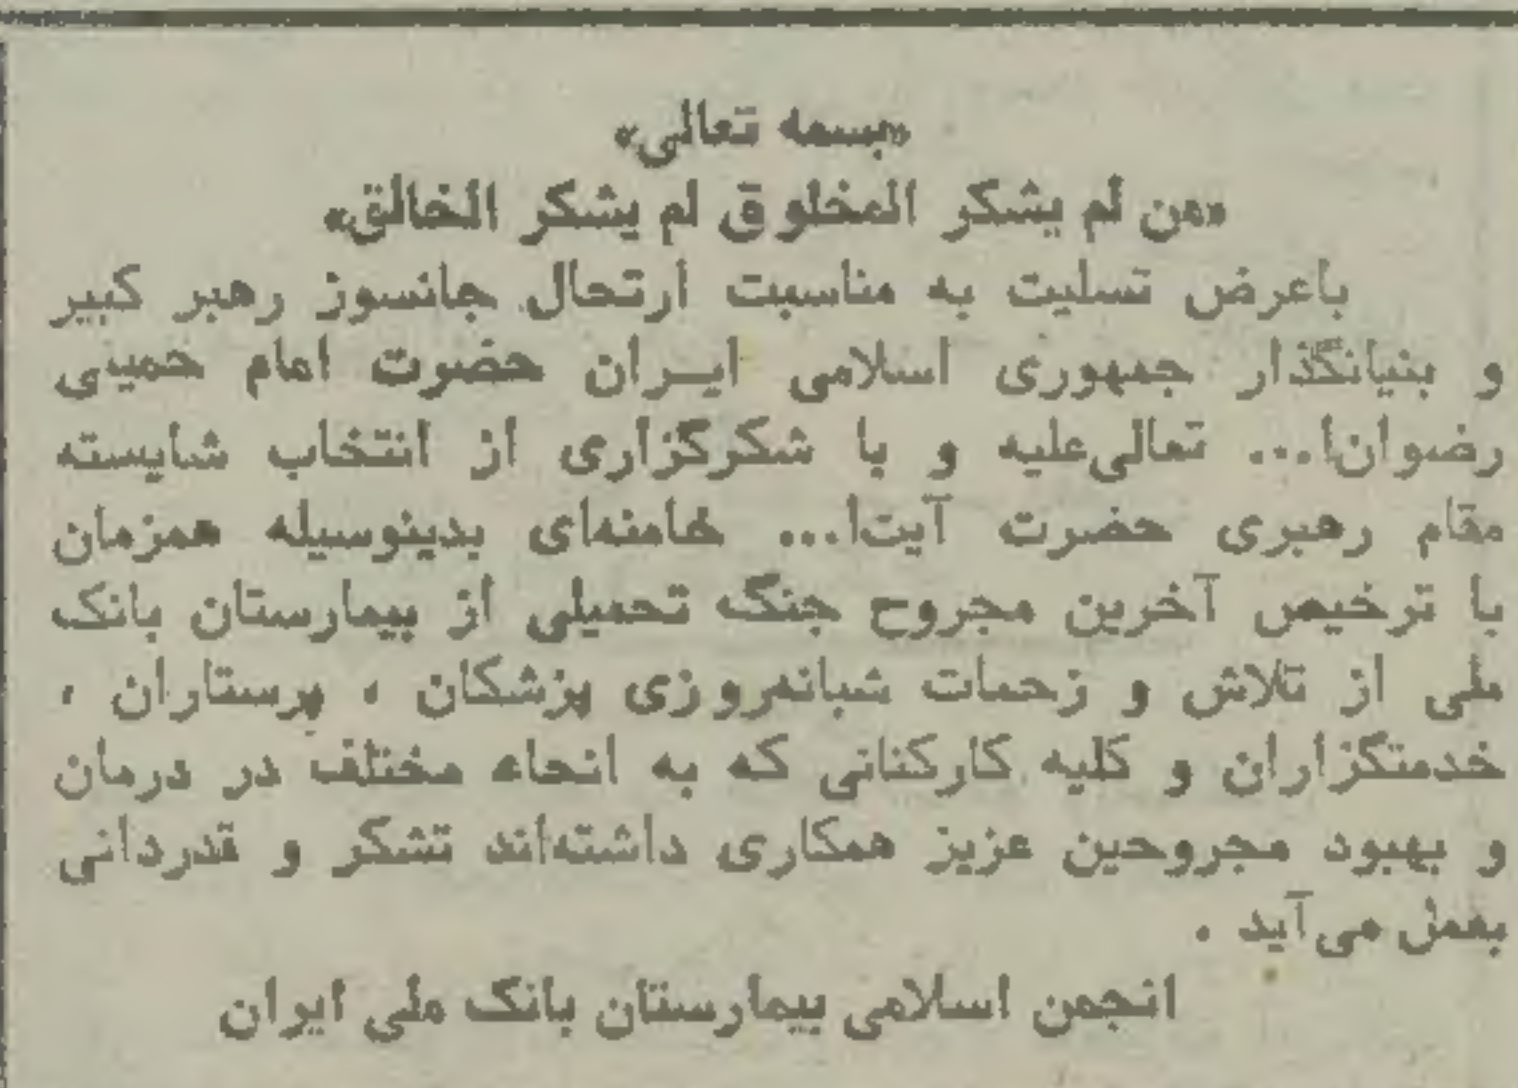 «بسمه تعالی»
«من لم یشکر المخلوق لم یشکر الخالق»
باعرض تسلیت به مناسبت ارتحال جانسوز رهبر کبیر
و بنیانگذار جمهوری اسلامی ایـران حضرت امام خمینی
رضوان‌ا... تعالی‌علیه و با شکرگزاری از انتخاب شایسته
مقام رهبری حضرت آیت‌ا... خامنه‌ای بدینوسیله همزمان
با ترخیص آخرین مجروح جنگ تحمیلی از بیمارستان بانک
ملی از تلاش و زحمات شبانه‌روزی پزشکان ، پرستاران ،
خدمتگزاران و کلیه کارکنانی که به انحاء مختلف در درمان
و بهبود مجروحین عزیز همکاری داشته‌اند تشکر و قدردانی
بعمل می‌آید .
انجمن اسلامی بیمارستان بانک ملی ایران